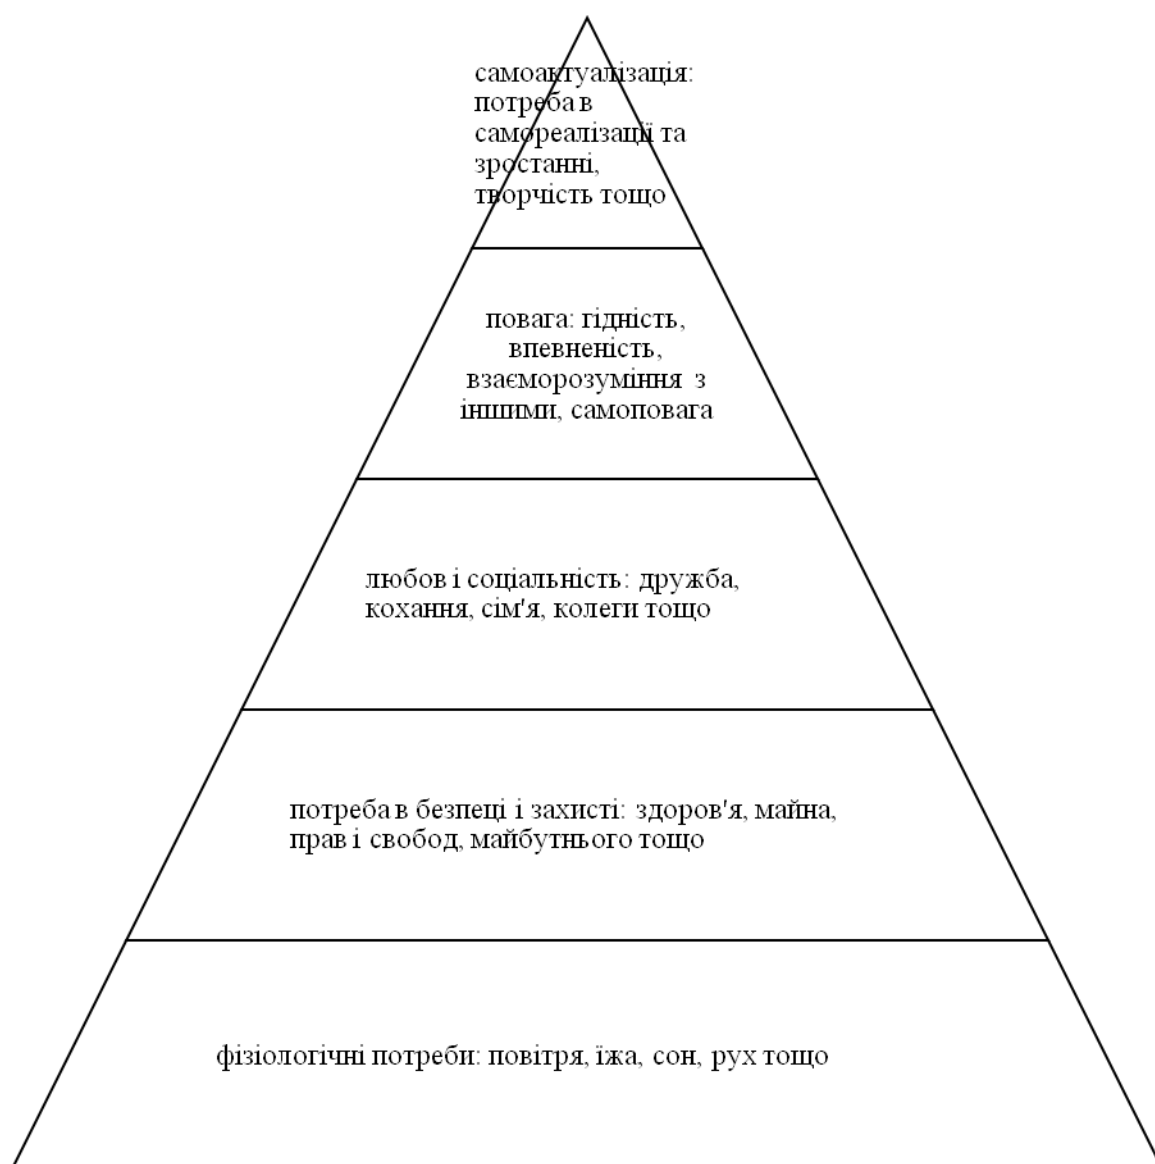 самоактуалізація:
потреба в
самореалізації та
зростанні,
творчість тощо
повага: гідність,
впевненість,
взаєморозуміння з
іншими, самоповага
любов і соціальність: дружба,
кохання, сім'я, колеги тощо
потреба в безпеці і захисті: здоров'я, майна,
прав і свобод, майбутнього тощо
фізіологічні потреби: повітря, їжа, сон, рух тощо